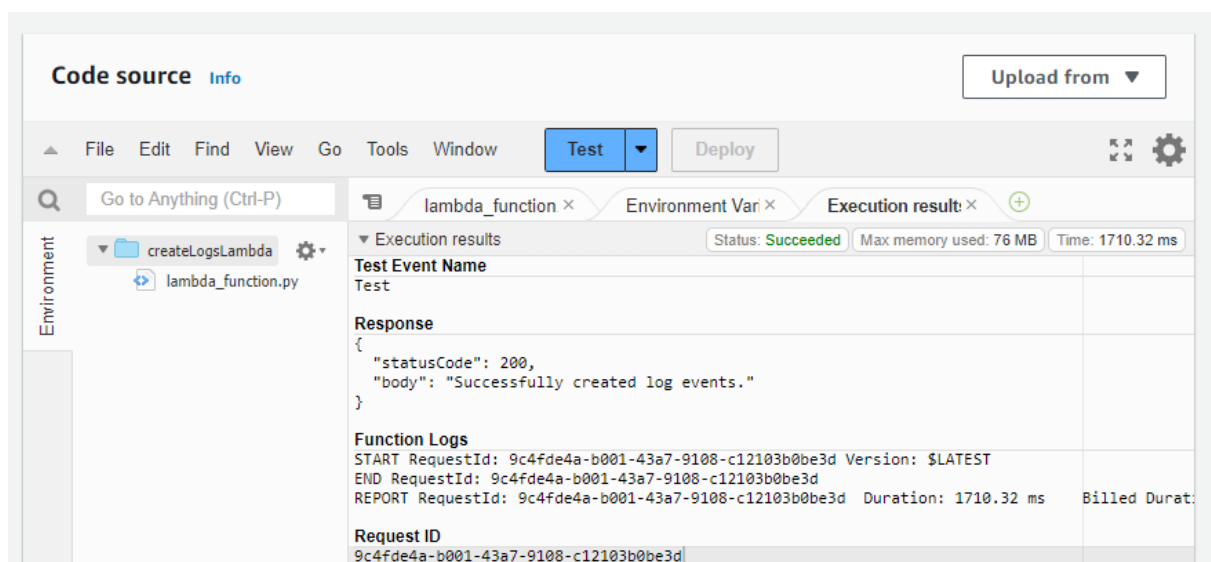 Code source Info
Upload from
File Edit Find View Go Tools Window Test Deploy
Go to Anything (Ctrl-P)
lambda_function Environment Var Execution result
Environment
createLogsLambda
lambda_function.py
Execution results Status: Succeeded Max memory used: 76 MB Time: 1710.32 ms
Test Event Name
Test
Response
{
"statusCode": 200,
"body": "Successfully created log events."
}
Function Logs
START RequestId: 9c4fde4a-b001-43a7-9108-c12103b0be3d Version: $LATEST
END RequestId: 9c4fde4a-b001-43a7-9108-c12103b0be3d
REPORT RequestId: 9c4fde4a-b001-43a7-9108-c12103b0be3d Duration: 1710.32 ms Billed Durat
Request ID
9c4fde4a-b001-43a7-9108-c12103b0be3d